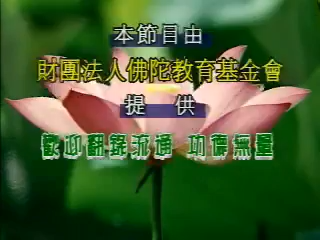 本節目由
財團法人佛陀教育基金會
提供
歡迎翻錄流通 功德無量